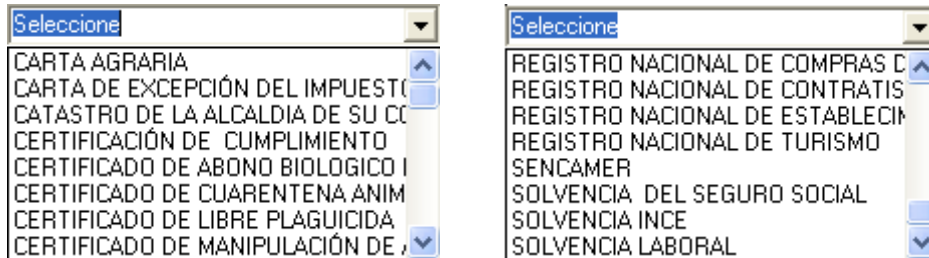 Seleccione
CARTA AGRARIA
CARTA DE EXCEPCIÓN DEL IMPUESTO
CATASTRO DE LA ALCALDIA DE SU CO
CERTIFICACIÓN DE CUMPLIMIENTO
CERTIFICADO DE ABONO BIOLOGICO
CERTIFICADO DE CUARENTENA ANIM
CERTIFICADO DE LIBRE PLAGUICIDA
CERTIFICADO DE MANIPULACIÓN DE
Seleccione
REGISTRO NACIONAL DE COMPRAS
REGISTRO NACIONAL DE CONTRATIS
REGISTRO NACIONAL DE ESTABLECIM
REGISTRO NACIONAL DE TURISMO
SENCAMER
SOLVENCIA DEL SEGURO SOCIAL
SOLVENCIA INCE
SOLVENCIA LABORAL